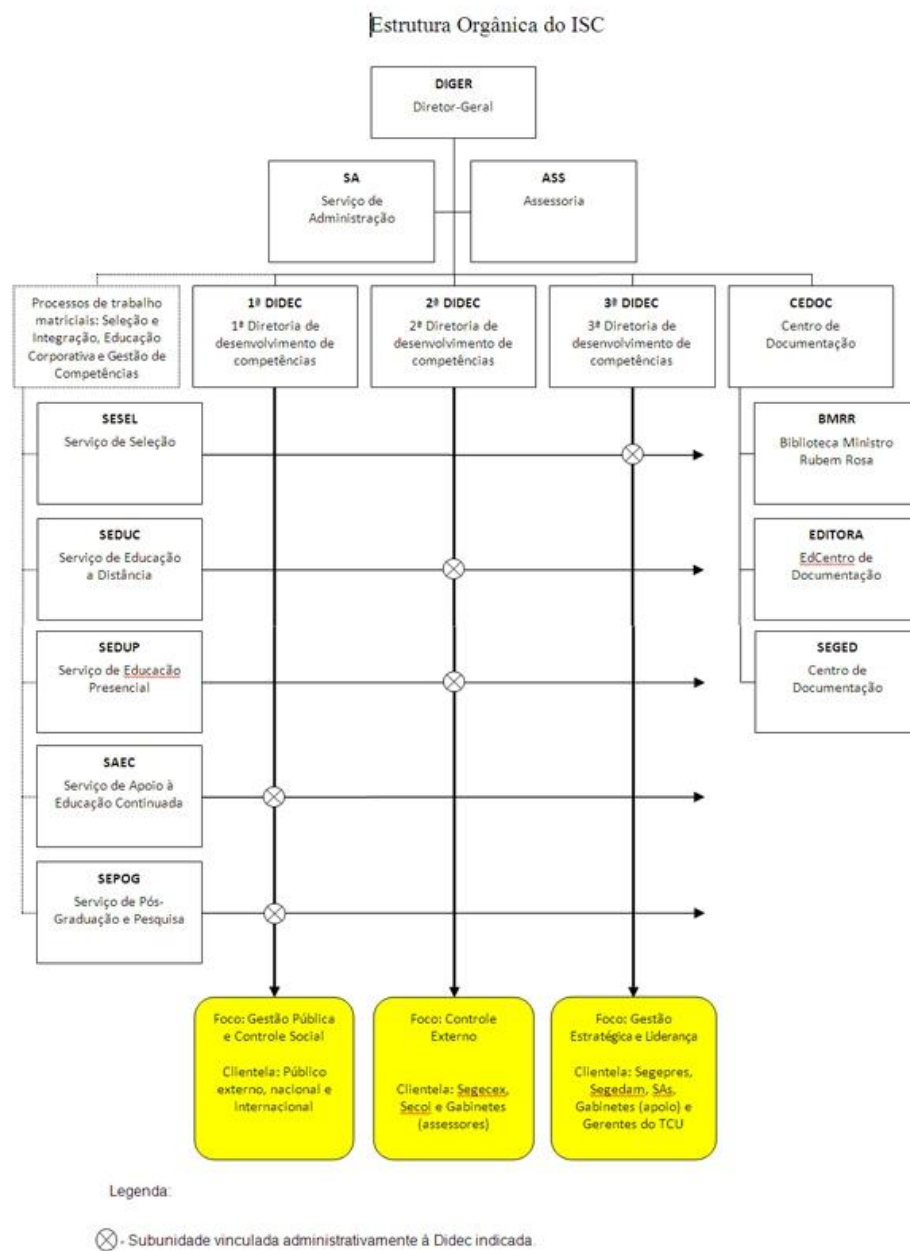 Estrutura Orgânica do ISC
DIGER
Diretor-Geral
SA
Serviço de
Administração
ASS
Assessoria
Processos de trabalho
matriciais: Seleção e
Integração, Educação
Corporativa e Gestão de
Competências
1ª DIDEC
1ª Diretoria de
desenvolvimento de
competências
2ª DIDEC
2ª Diretoria de
desenvolvimento de
competências
3ª DIDEC
3ª Diretoria de
desenvolvimento de
competências
CEDOC
Centro de
Documentação
SESEL
Serviço de Seleção
BMRR
Biblioteca Ministro
Rubem Rosa
SEDUC
Serviço de Educação
a Distância
EDITORA
EdCentro de
Documentação
SEDUP
Serviço de Educacão
Presencial
SEGED
Centro de
Documentação
SAEC
Serviço de Apoio à
Educação Continuada
SEPOG
Serviço de Pós-
Graduação e Pesquisa
Foco: Gestão Pública
e Controle Social
Clientela: Público
externo, nacional e
internacional
Foco: Controle
Externo
Clientela: Segecex,
Secoi e Gabinetes
(assessores)
Foco: Gestão
Estratégica e Liderança
Clientela: Segepres,
Segedam, SAs,
Gabinetes (apoio) e
Gerentes do TCU
Legenda:
- Subunidade vinculada administrativamente à Didec indicada.